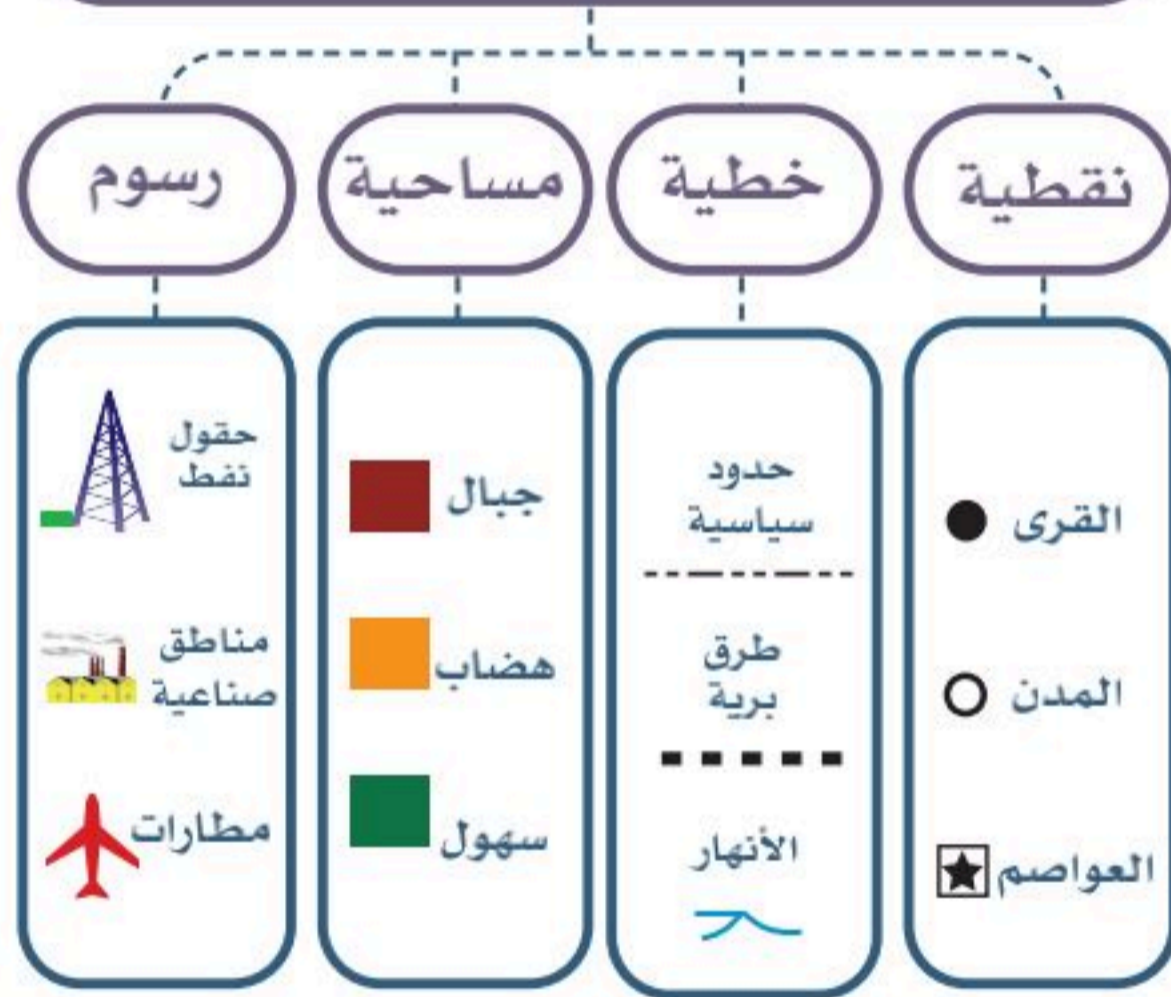 نقطية
خطية
مساحية
رسوم
القرى
المدن
العواصم
حدود
سياسية
طرق
برية
الأنهار
جبال
هضاب
سهول
حقول
نفط
مناطق
صناعية
مطارات